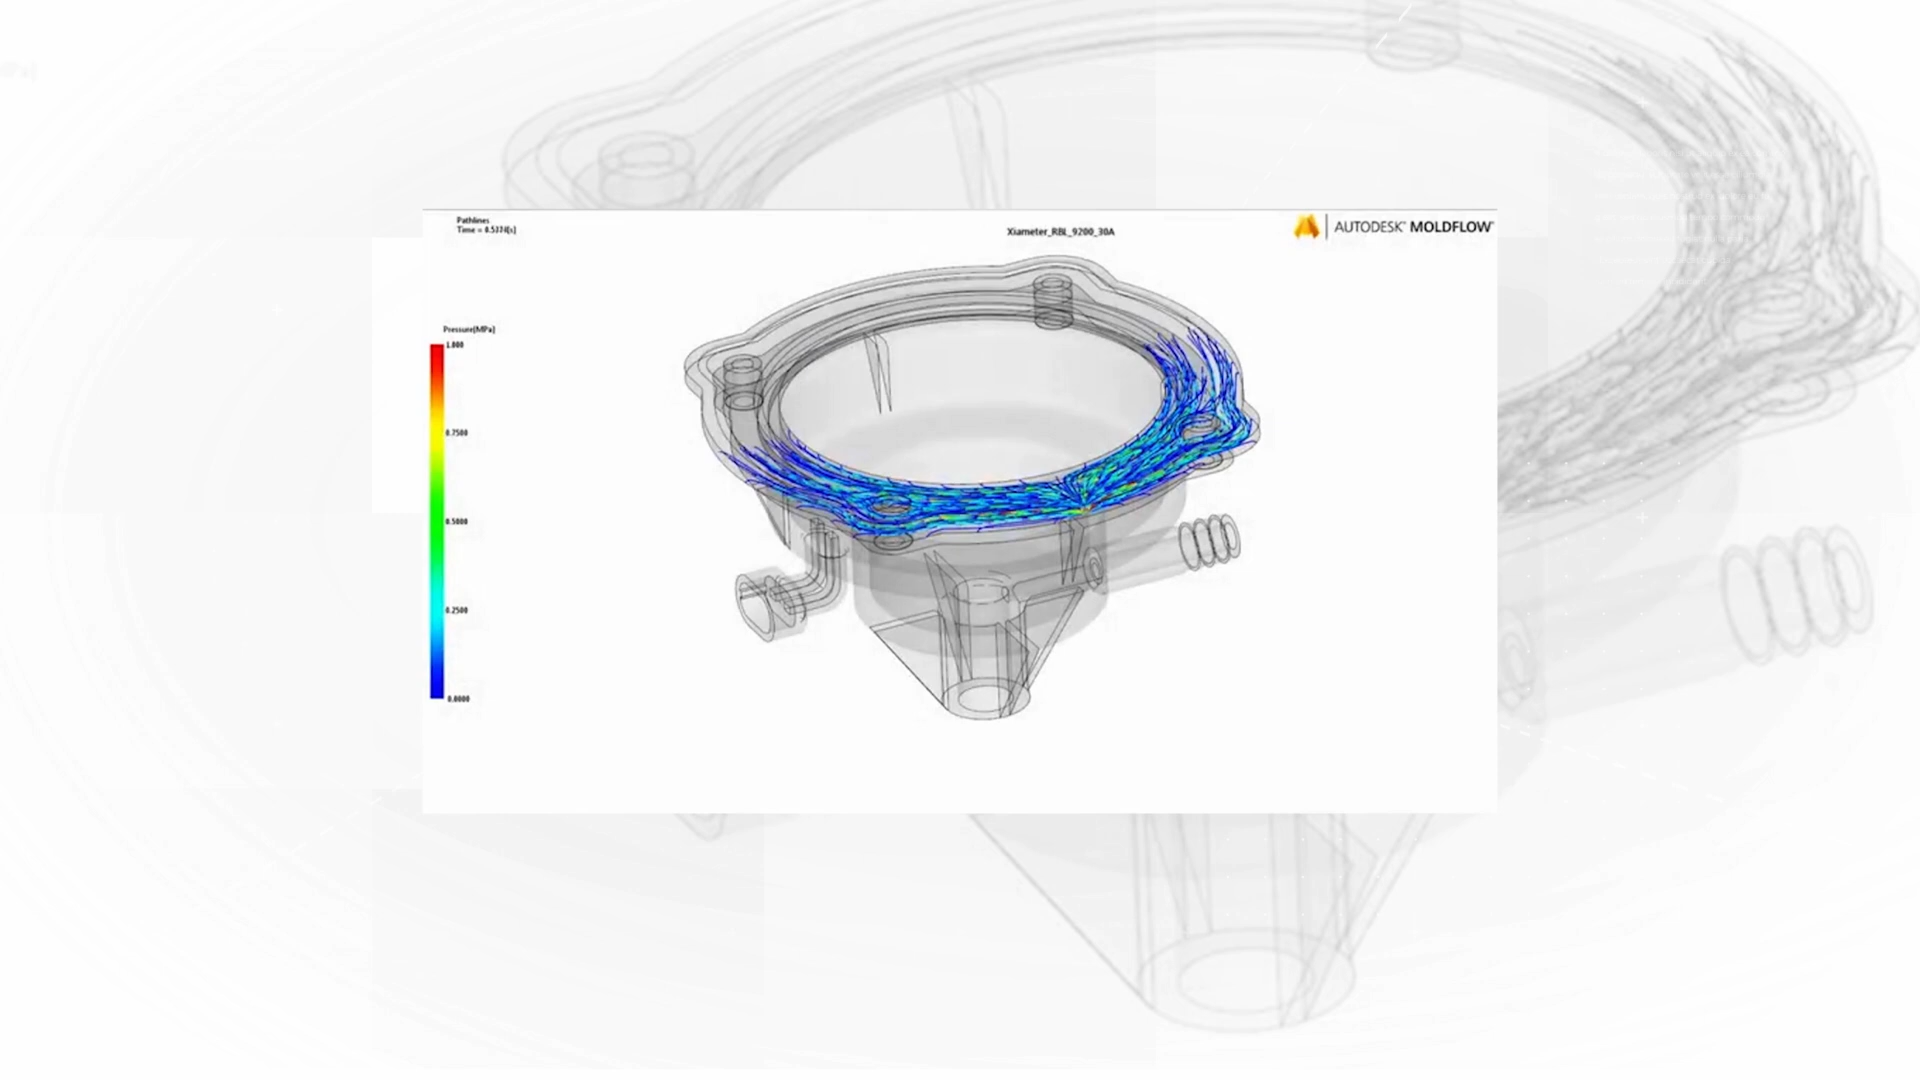 Pathlines
Time = 0.5374[s]
Xiameter_RBL_9200_30A
AUTODESK® MOLDFLOW®
Pressure[MPa]
1.000
0.7500
0.5000
0.2500
0.0000